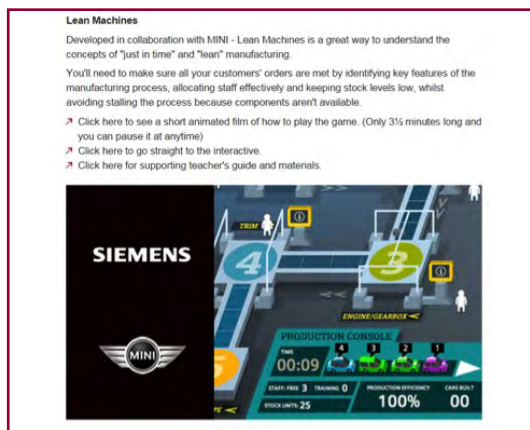 Lean Machines
Developed in collaboration with MINI - Lean Machines is a great way to understand the
concepts of "just in time" and "lean" manufacturing.
You'll need to make sure all your customers' orders are met by identifying key features of the
manufacturing process, allocating staff effectively and keeping stock levels low, whilst
avoiding stalling the process because components aren't available.
Click here to see a short animated film of how to play the game. (Only 3½ minutes long and
you can pause it at anytime)
Click here to go straight to the interactive.
Click here for supporting teacher's guide and materials.
SIEMENS
MINI
TRIM
4
3
ENGINE/GEARBOX
5
PRODUCTION CONSOLE
TIME
00:09
4 3 2 1
STAFF: FREE 3 TRAINING 0
STOCK UNITS: 25
PRODUCTION EFFICIENCY
100%
CARS BUILT
00